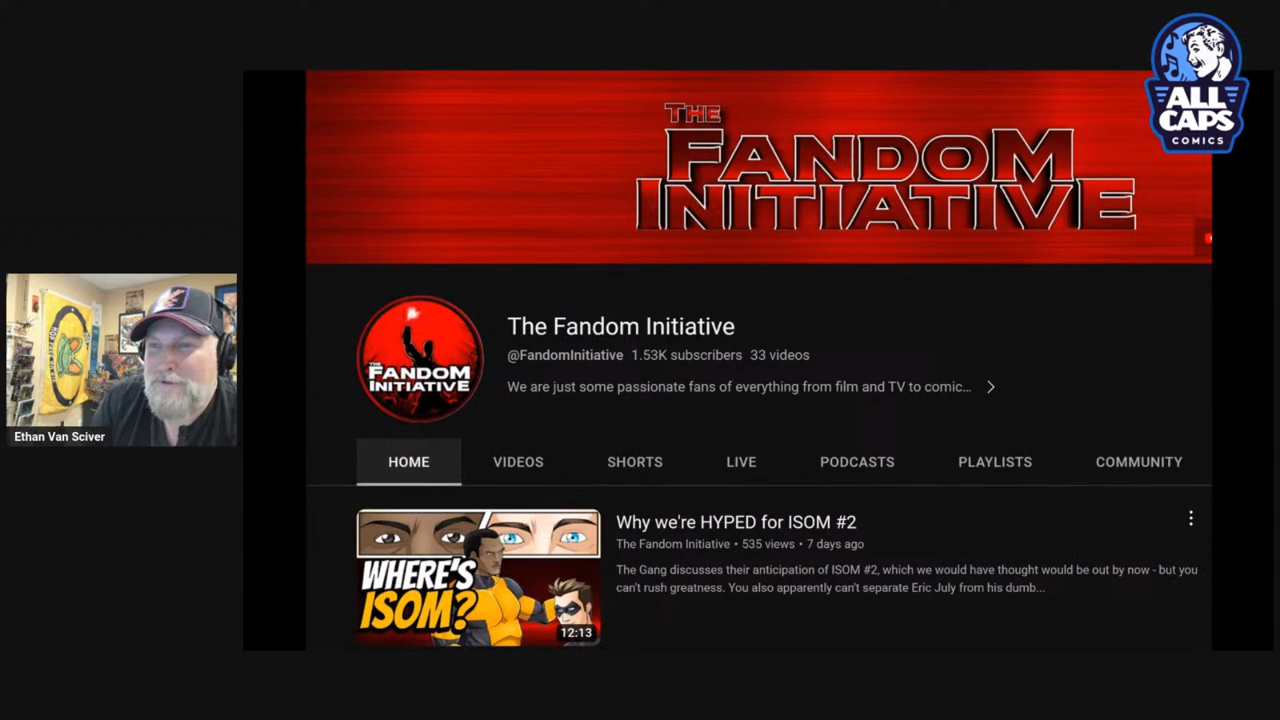 ALL
CAPS
COMICS
THE
FANDOM
INITIATIVE
THE
FANDOM
INITIATIVE
The Fandom Initiative
@FandomInitiative 1.53K subscribers 33 videos
We are just some passionate fans of everything from film and TV to comic...
Ethan Van Sciver
HOME VIDEOS SHORTS LIVE PODCASTS PLAYLISTS COMMUNITY
WHERE'S
ISOM?
12:13
Why we're HYPED for ISOM #2
The Fandom Initiative • 535 views • 7 days ago
The Gang discusses their anticipation of ISOM #2, which we would have thought would be out by now - but you
can't rush greatness. You also apparently can't separate Eric July from his dumb...